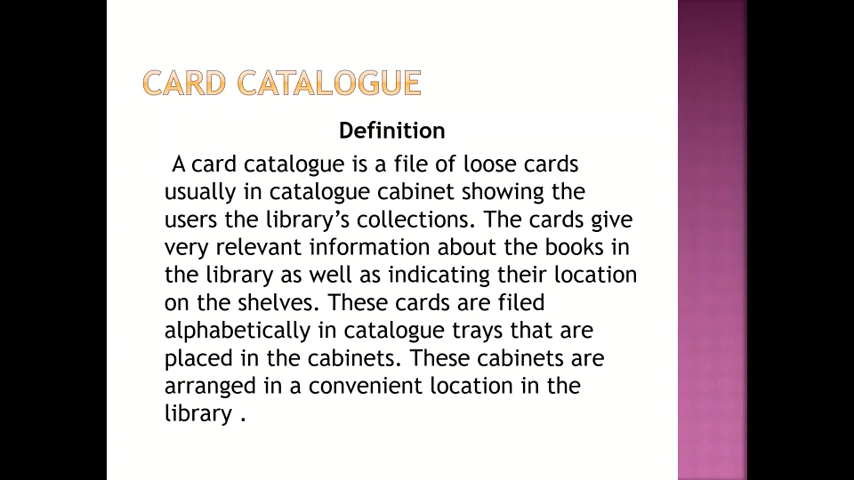 CARD CATALOGUE
Definition
A card catalogue is a file of loose cards
usually in catalogue cabinet showing the
users the library’s collections. The cards give
very relevant information about the books in
the library as well as indicating their location
on the shelves. These cards are filed
alphabetically in catalogue trays that are
placed in the cabinets. These cabinets are
arranged in a convenient location in the
library .